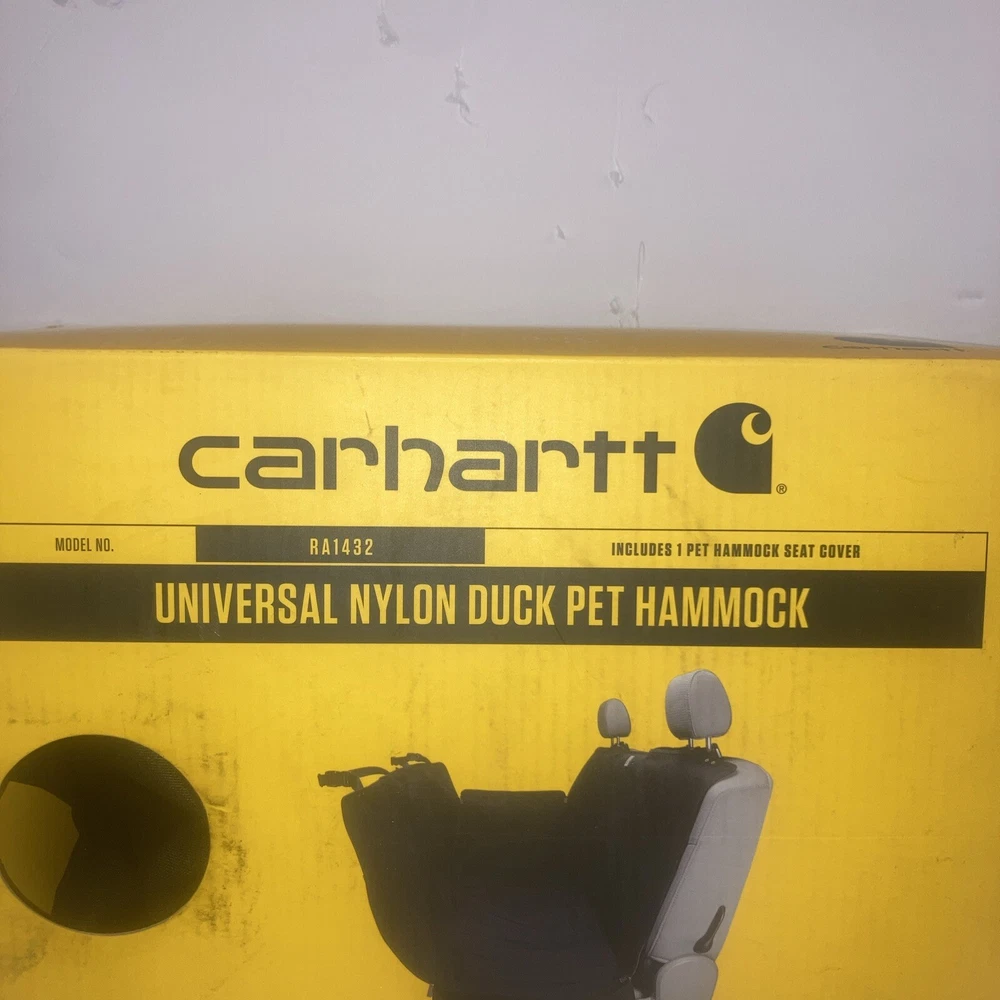 carhartt
®
MODEL NO. RA1432 INCLUDES 1 PET HAMMOCK SEAT COVER
UNIVERSAL NYLON DUCK PET HAMMOCK